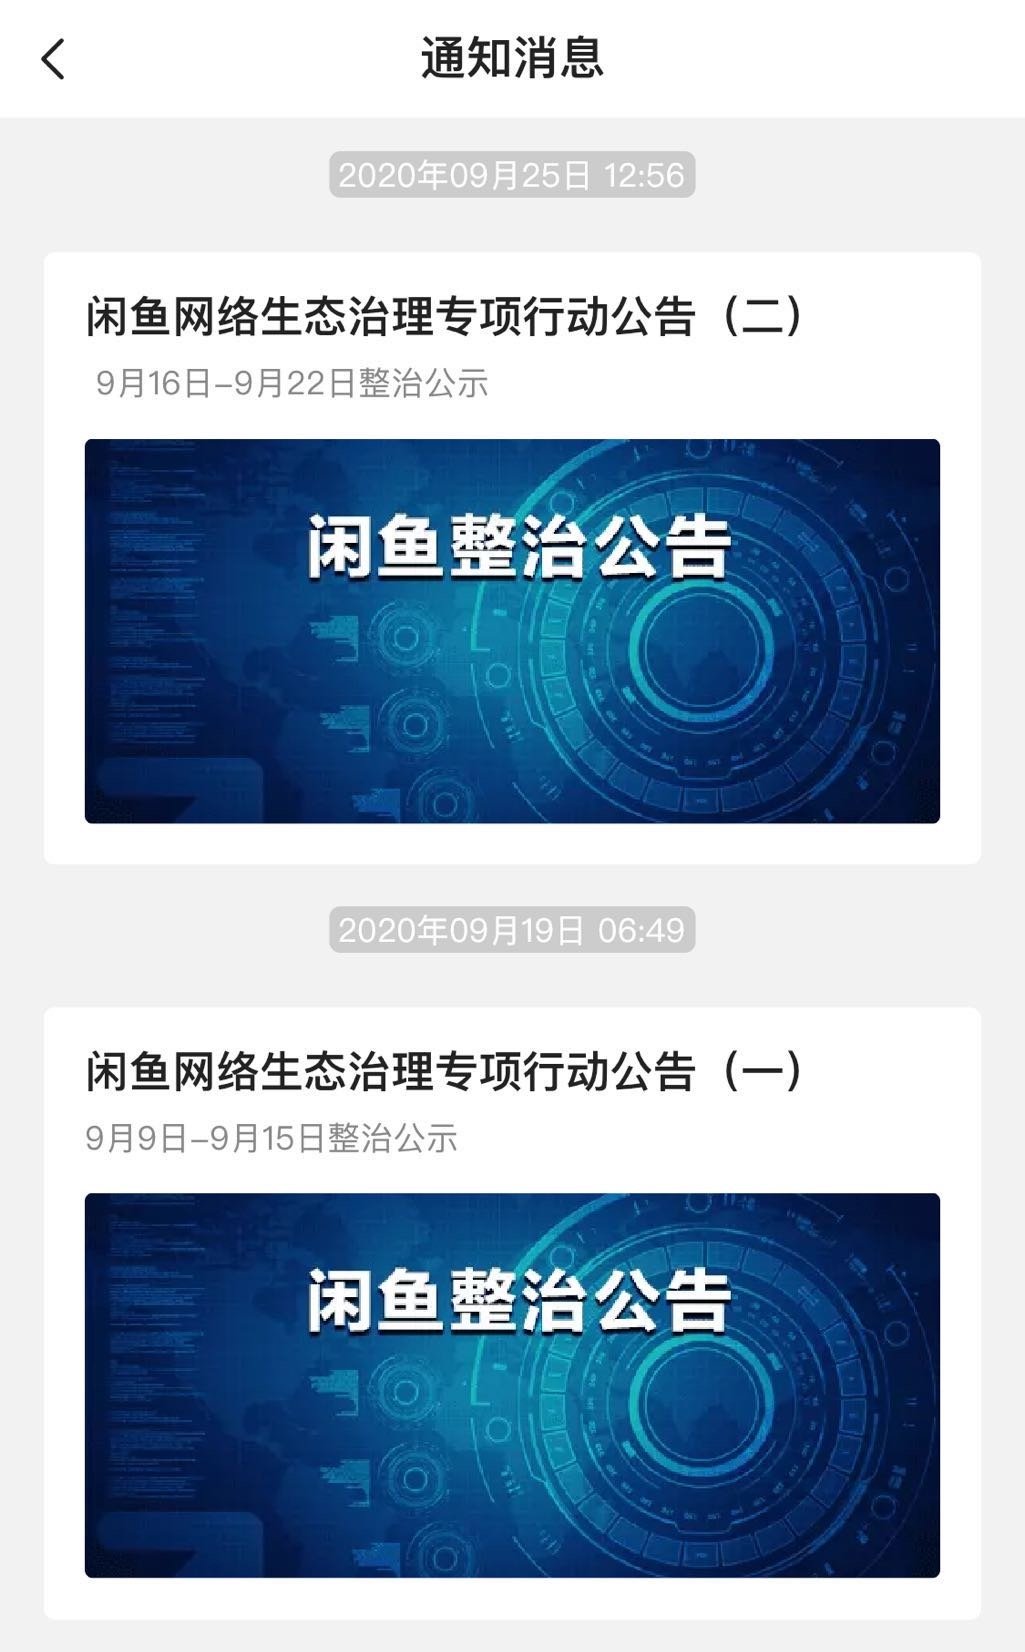 通知消息
2020年09月25日 12:56
闲鱼网络生态治理专项行动公告（二）
9月16日-9月22日整治公示
闲鱼整治公告
2020年09月19日 06:49
闲鱼网络生态治理专项行动公告（一）
9月9日-9月15日整治公示
闲鱼整治公告